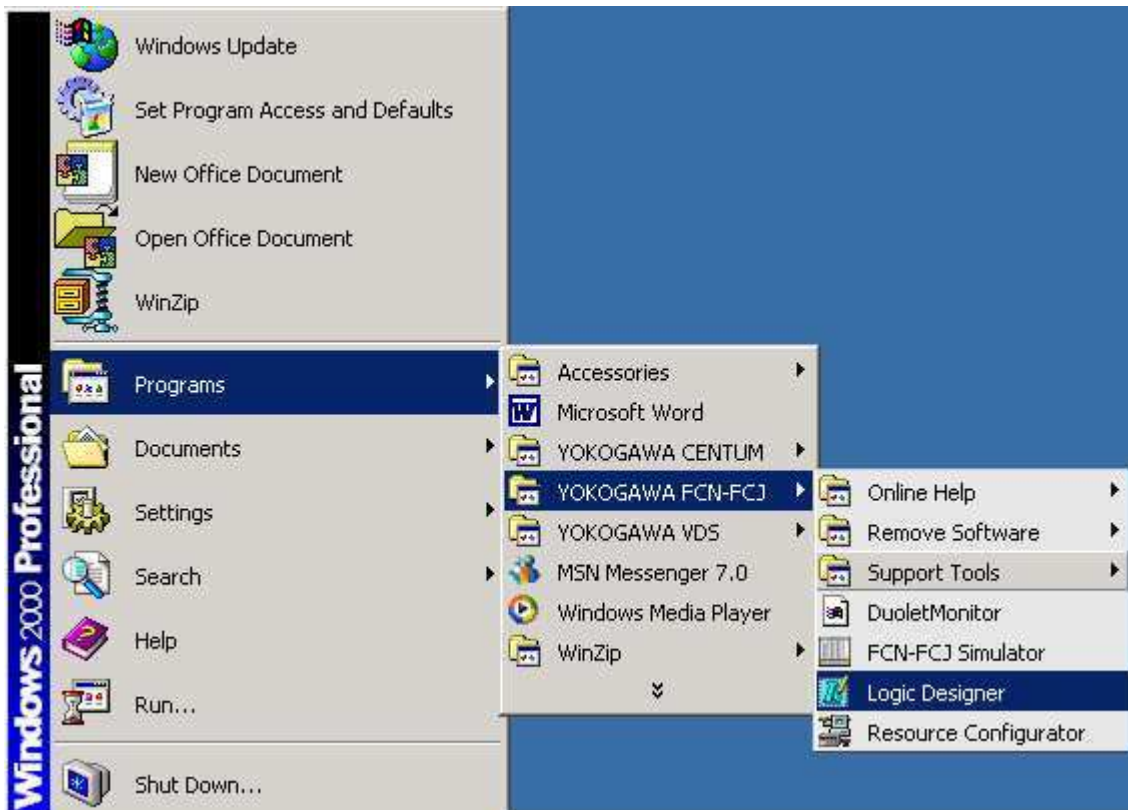 Windows Update
Set Program Access and Defaults
New Office Document
Open Office Document
WinZip
Programs
Documents
Settings
Search
Help
Run...
Shut Down...
Windows 2000 Professional
Accessories
Microsoft Word
YOKOGAWA CENTUM
YOKOGAWA FCN-FCJ
YOKOGAWA VDS
MSN Messenger 7.0
Windows Media Player
WinZip
Online Help
Remove Software
Support Tools
DuoletMonitor
FCN-FCJ Simulator
Logic Designer
Resource Configurator